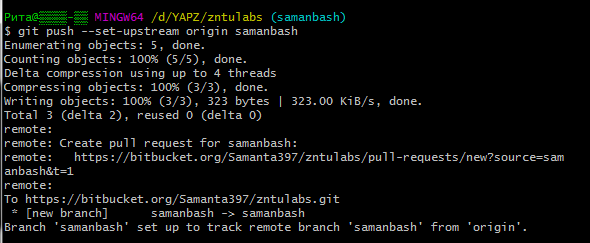 Рита@▒▒▒▒-▒▒ MINGW64 /d/YAPZ/zntulabs (samanbash)
$ git push --set-upstream origin samanbash
Enumerating objects: 5, done.
Counting objects: 100% (5/5), done.
Delta compression using up to 4 threads
Compressing objects: 100% (3/3), done.
Writing objects: 100% (3/3), 323 bytes | 323.00 KiB/s, done.
Total 3 (delta 2), reused 0 (delta 0)
remote:
remote: Create pull request for samanbash:
remote:   https://bitbucket.org/Samanta397/zntulabs/pull-requests/new?source=sam
anbash&t=1
remote:
To https://bitbucket.org/Samanta397/zntulabs.git
 * [new branch]      samanbash -> samanbash
Branch 'samanbash' set up to track remote branch 'samanbash' from 'origin'.